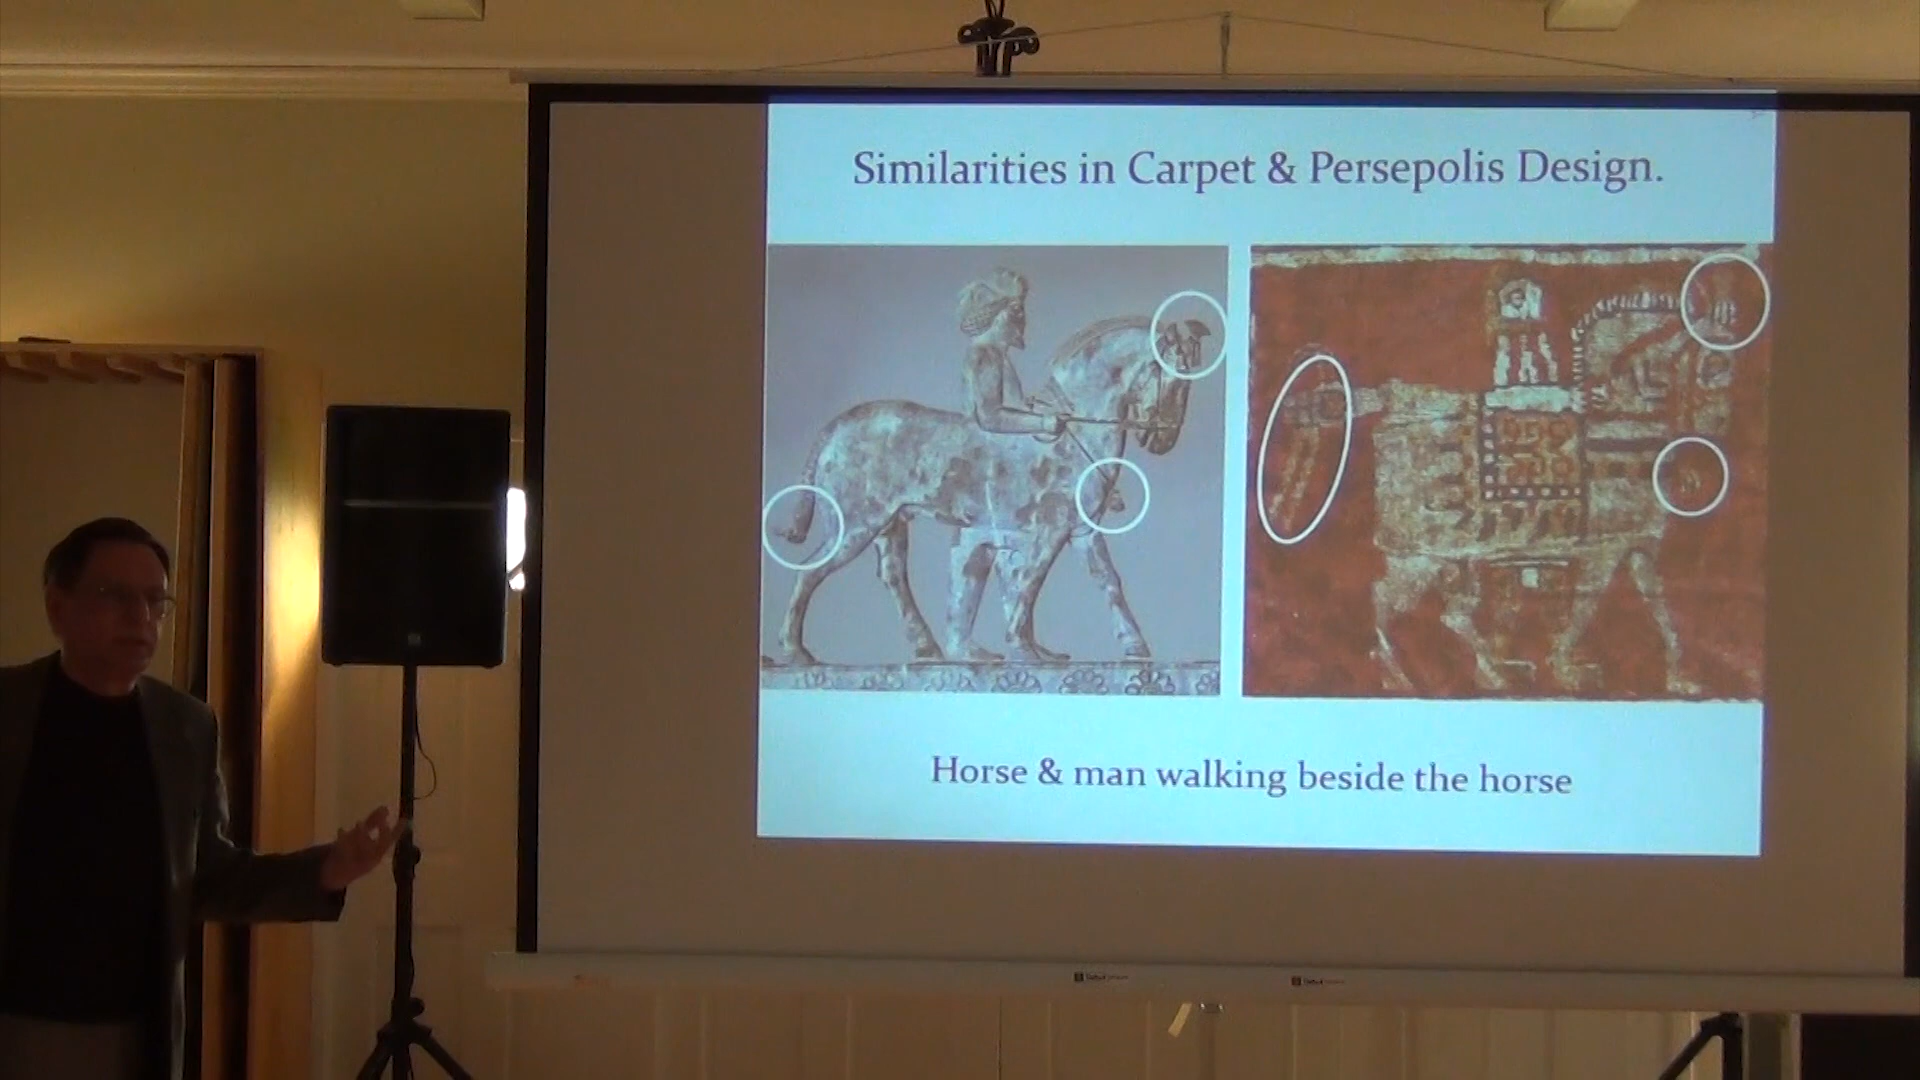 Similarities in Carpet & Persepolis Design.
Horse & man walking beside the horse